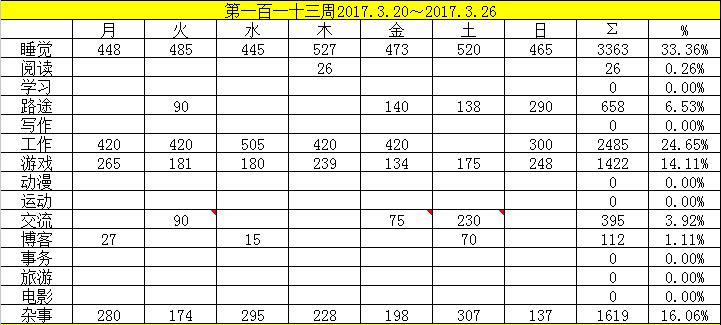 第一百一十三周2017.3.20～2017.3.26
月 火 水 木 金 土 日 Σ %
睡觉 448 485 445 527 473 520 465 3363 33.36%
阅读 26 26 0.26%
学习 0 0.00%
路途 90 140 138 290 658 6.53%
写作 0 0.00%
工作 420 420 505 420 420 300 2485 24.65%
游戏 265 181 180 239 134 175 248 1422 14.11%
动漫 0 0.00%
运动 0 0.00%
交流 90 75 230 395 3.92%
博客 27 15 70 112 1.11%
事务 0 0.00%
旅游 0 0.00%
电影 0 0.00%
杂事 280 174 295 228 198 307 137 1619 16.06%